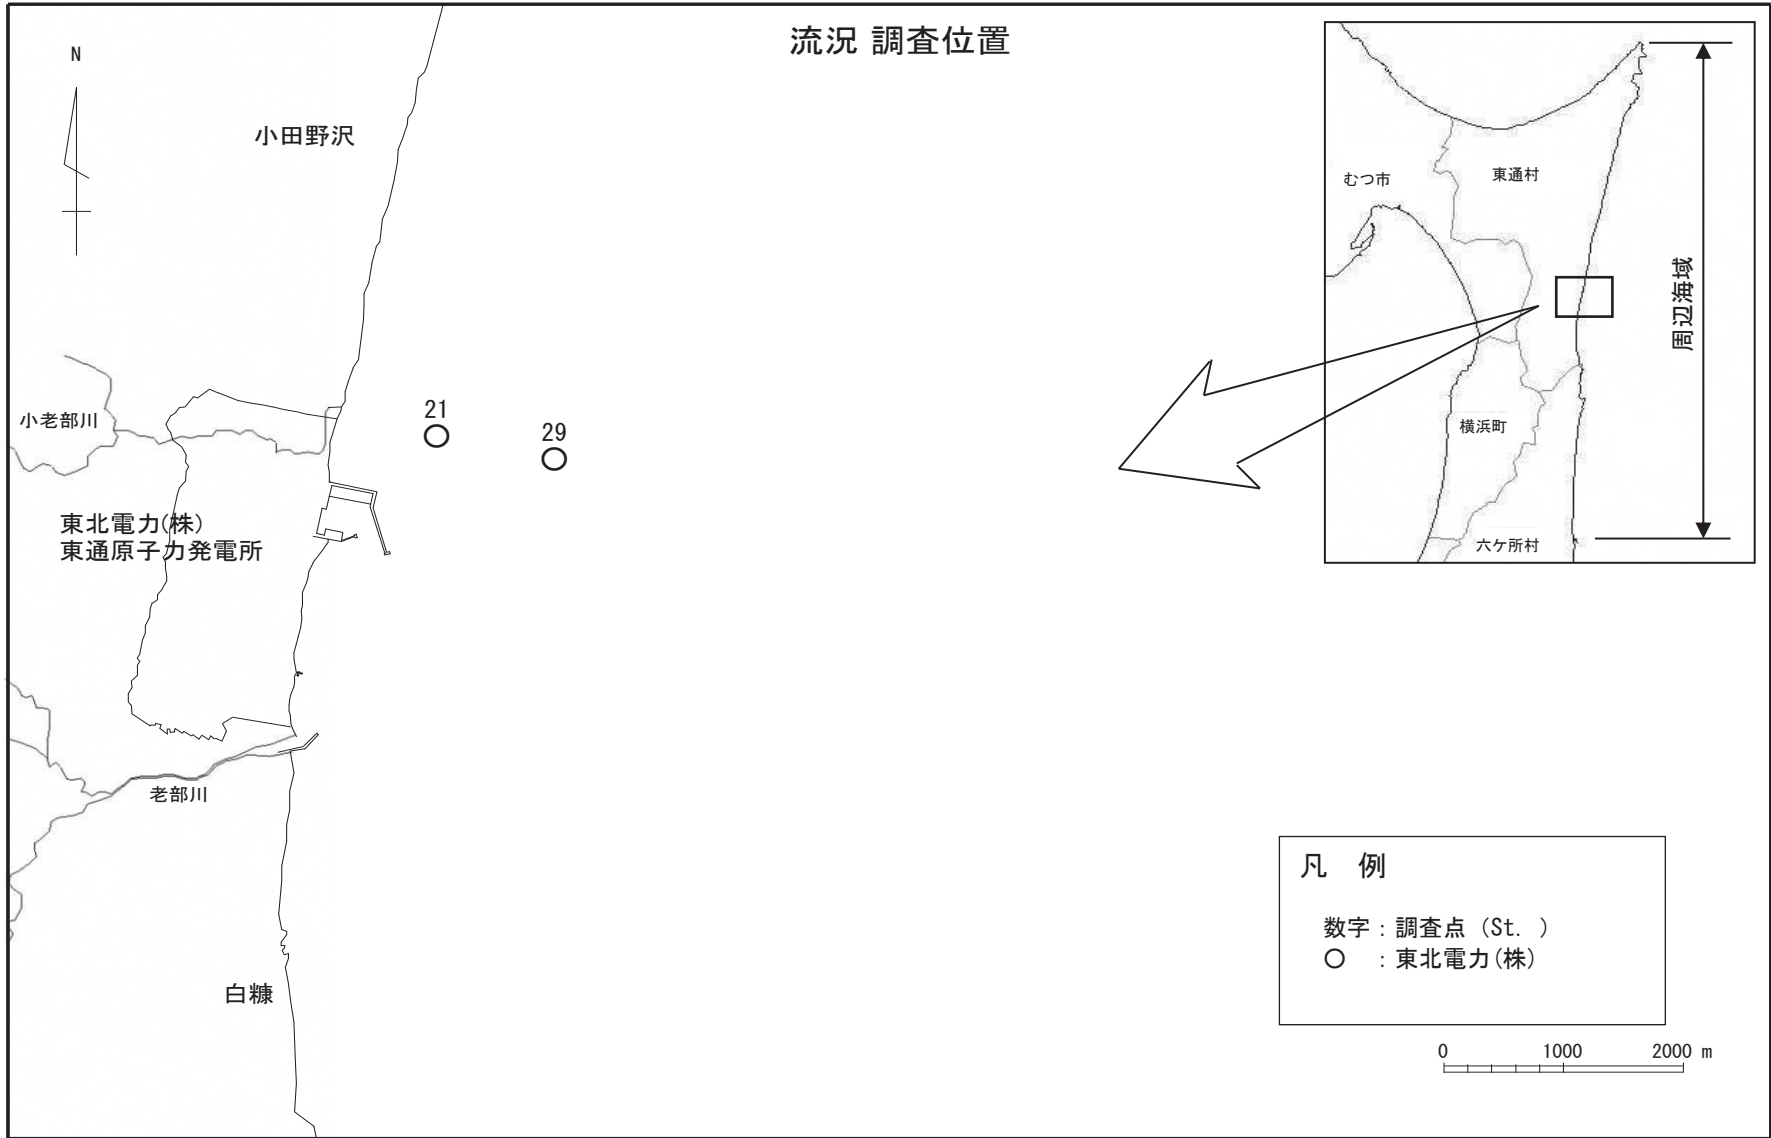 流況 調査位置
N
小田野沢
小老部川
21
29
東北電力(株)
東通原子力発電所
老部川
白糠
むつ市
東通村
横浜町
六ケ所村
周辺海域
凡 例
数字：調査点（St. ）
○ ：東北電力(株)
0 1000 2000 m